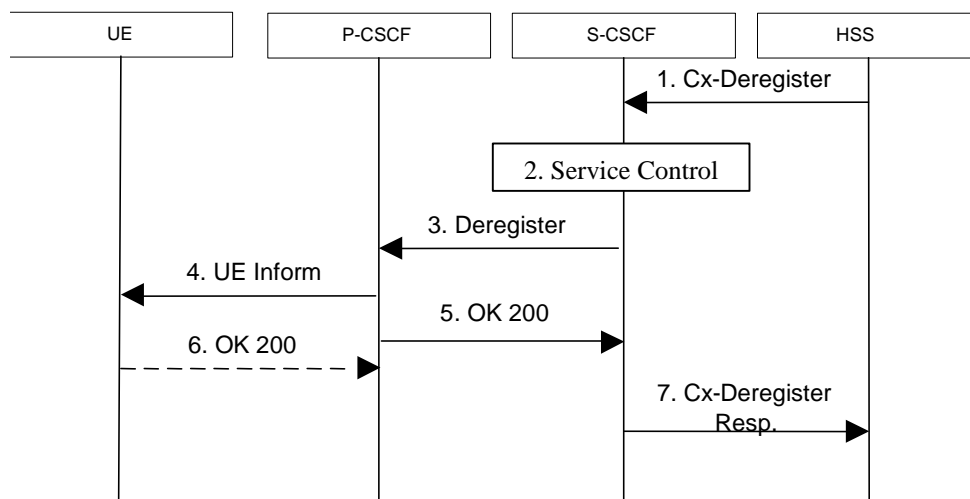 UE
P-CSCF
S-CSCF
HSS
1. Cx-Deregister
2. Service Control
3. Deregister
4. UE Inform
5. OK 200
6. OK 200
7. Cx-Deregister
Resp.